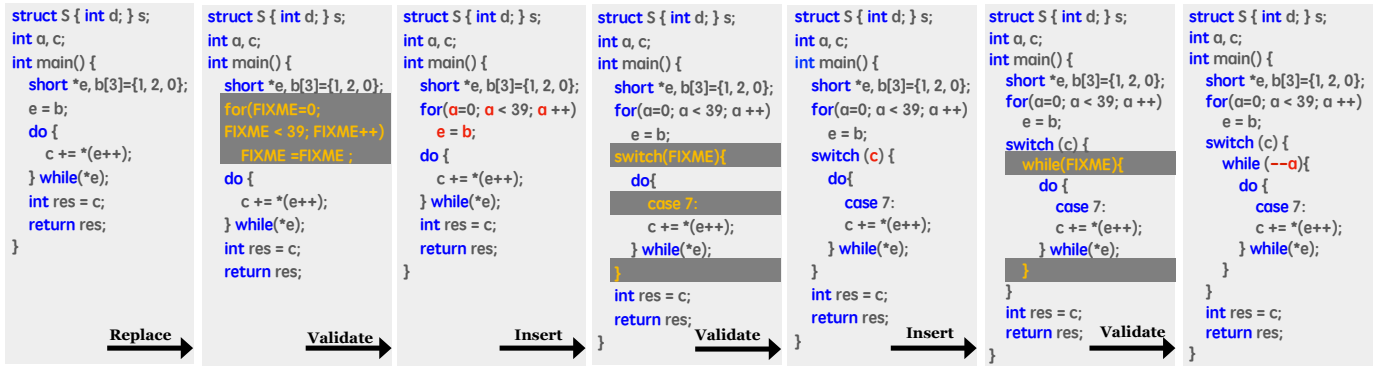 struct S { int d; } s;
int a, c;
int main() {
short *e, b[3]={1, 2, 0};
e = b;
do {
c += *(e++);
} while(*e);
int res = c;
return res;
}
Replace
struct S { int d; } s;
int a, c;
int main() {
short *e, b[3]={1, 2, 0};
for(FIXME=0;
FIXME < 39; FIXME++)
FIXME =FIXME ;
do {
c += *(e++);
} while(*e);
int res = c;
return res;
Validate
struct S { int d; } s;
int a, c;
int main() {
short *e, b[3]={1, 2, 0};
for(a=0; a < 39; a ++)
e = b;
do {
c += *(e++);
} while(*e);
int res = c;
return res;
}
Insert
struct S { int d; } s;
int a, c;
int main() {
short *e, b[3]={1, 2, 0};
for(a=0; a < 39; a ++)
e = b;
switch(FIXME){
do{
case 7:
c += *(e++);
} while(*e);
}
int res = c;
return res;
}
Validate
struct S { int d; } s;
int a, c;
int main() {
short *e, b[3]={1, 2, 0};
for(a=0; a < 39; a ++)
e = b;
switch (c) {
do{
case 7:
c += *(e++);
} while(*e);
}
int res = c;
return res;
}
Insert
struct S { int d; } s;
int a, c;
int main() {
short *e, b[3]={1, 2, 0};
for(a=0; a < 39; a ++)
e = b;
switch (c) {
while(FIXME){
do {
case 7:
c += *(e++);
} while(*e);
}
}
int res = c;
return res;
}
Validate
struct S { int d; } s;
int a, c;
int main() {
short *e, b[3]={1, 2, 0};
for(a=0; a < 39; a ++)
e = b;
switch (c) {
while (--a){
do {
case 7:
c += *(e++);
} while(*e);
}
}
int res = c;
return res;
}